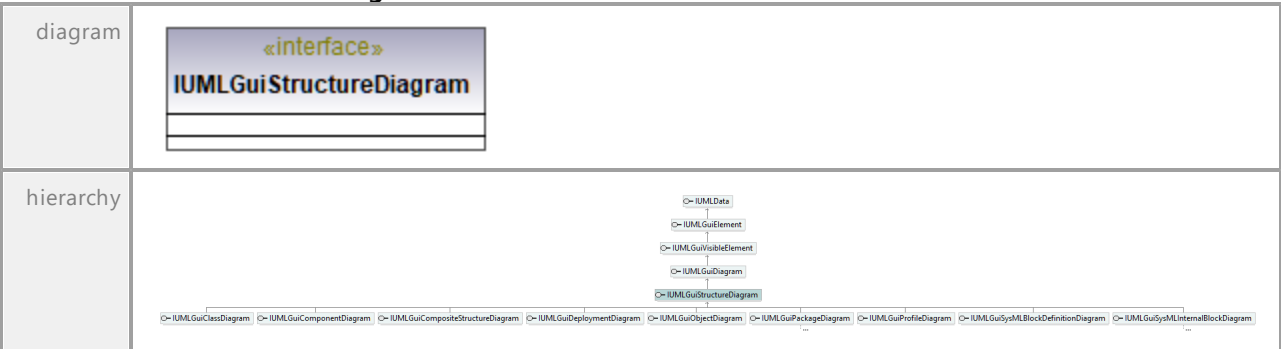 diagram
«interface»
IUMLGuiStructureDiagram
hierarchy
IUMLData
IUMLGuiElement
IUMLGuiVisibleElement
IUMLGuiDiagram
IUMLGuiStructureDiagram
IUMLGuiClassDiagram IUMLGuiComponentDiagram IUMLGuiCompositeStructureDiagram IUMLGuiDeploymentDiagram IUMLGuiObjectDiagram IUMLGuiPackageDiagram IUMLGuiProfileDiagram IUMLGuiSysMLBlockDefinitionDiagram IUMLGuiSysMLInternalBlockDiagram
... ...